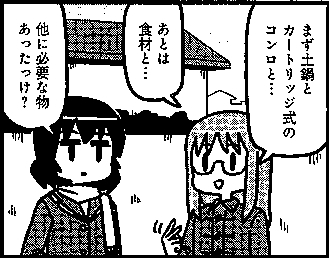 まず土鍋と
カートリッジ式の
コンロと…
あとは
食材と…
他に必要な物
あったっけ？